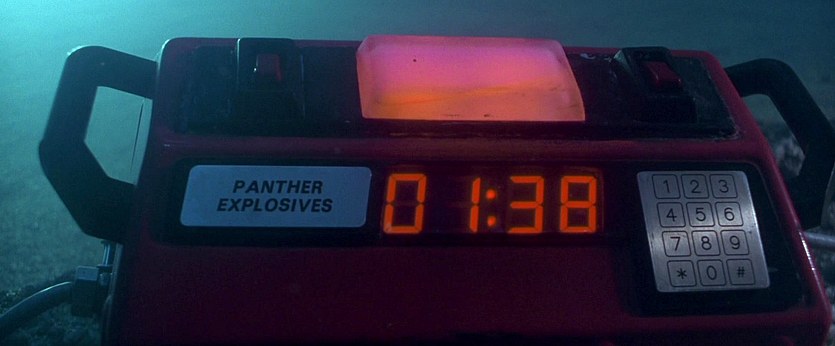 PANTHER
EXPLOSIVES
01:38
1 2 3
4 5 6
7 8 9
* 0 #